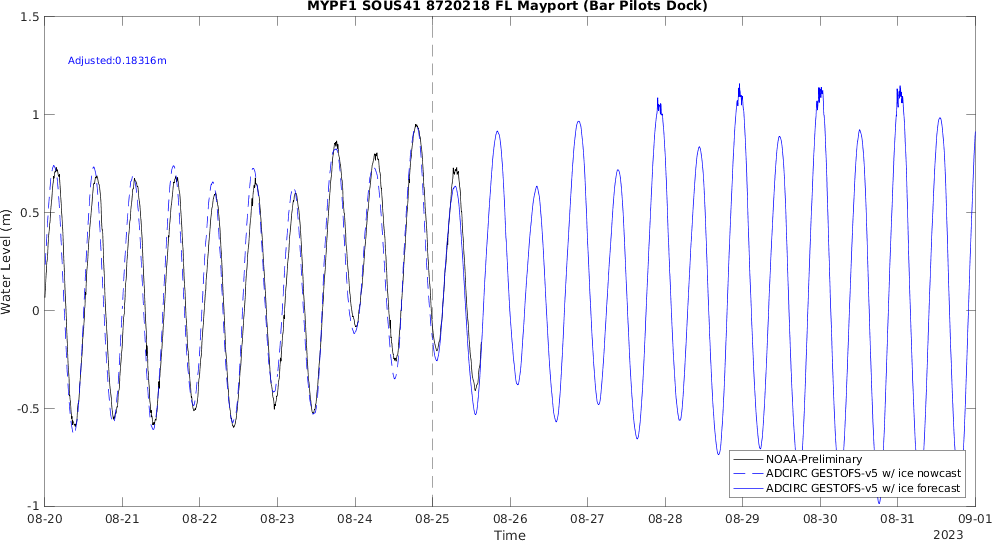 MYPF1 SOUS41 8720218 FL Mayport (Bar Pilots Dock)
1.5
Adjusted:0.18316m
1
0.5
Water Level (m)
0
-0.5
-1
NOAA-Preliminary
ADCIRC GESTOFS-v5 w/ ice nowcast
ADCIRC GESTOFS-v5 w/ ice forecast
08-20 08-21 08-22 08-23 08-24 08-25 08-26 08-27 08-28 08-29 08-30 08-31 09-01
Time
2023